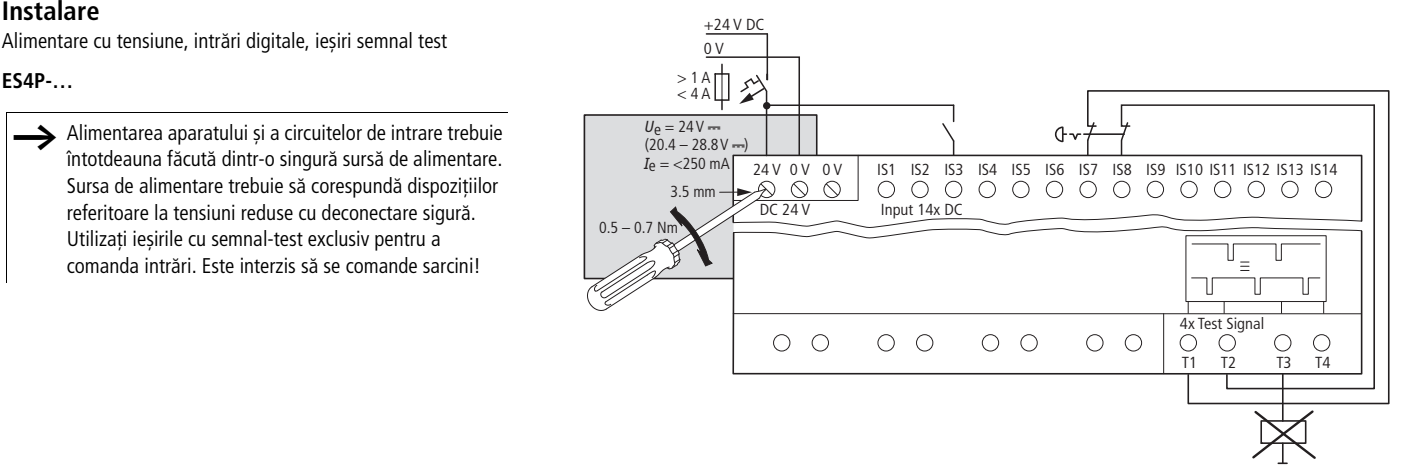 Instalare
Alimentare cu tensiune, intrări digitale, ieșiri semnal test
ES4P-…
Alimentarea aparatului și a circuitelor de intrare trebuie
întotdeauna făcută dintr-o singură sursă de alimentare.
Sursa de alimentare trebuie să corespundă dispozițiilor
referitoare la tensiuni reduse cu deconectare sigură.
Utilizați ieșirile cu semnal-test exclusiv pentru a
comanda intrări. Este interzis să se comande sarcini!
+24 V DC
0 V
> 1 A
< 4 A
Ue = 24 V ⎓
(20.4 – 28.8 V ⎓)
Ie = <250 mA
3.5 mm
0.5 – 0.7 Nm
24 V 0 V 0 V
DC 24 V
IS1 IS2 IS3 IS4 IS5 IS6 IS7 IS8 IS9 IS10 IS11 IS12 IS13 IS14
Input 14x DC
4x Test Signal
T1 T2 T3 T4